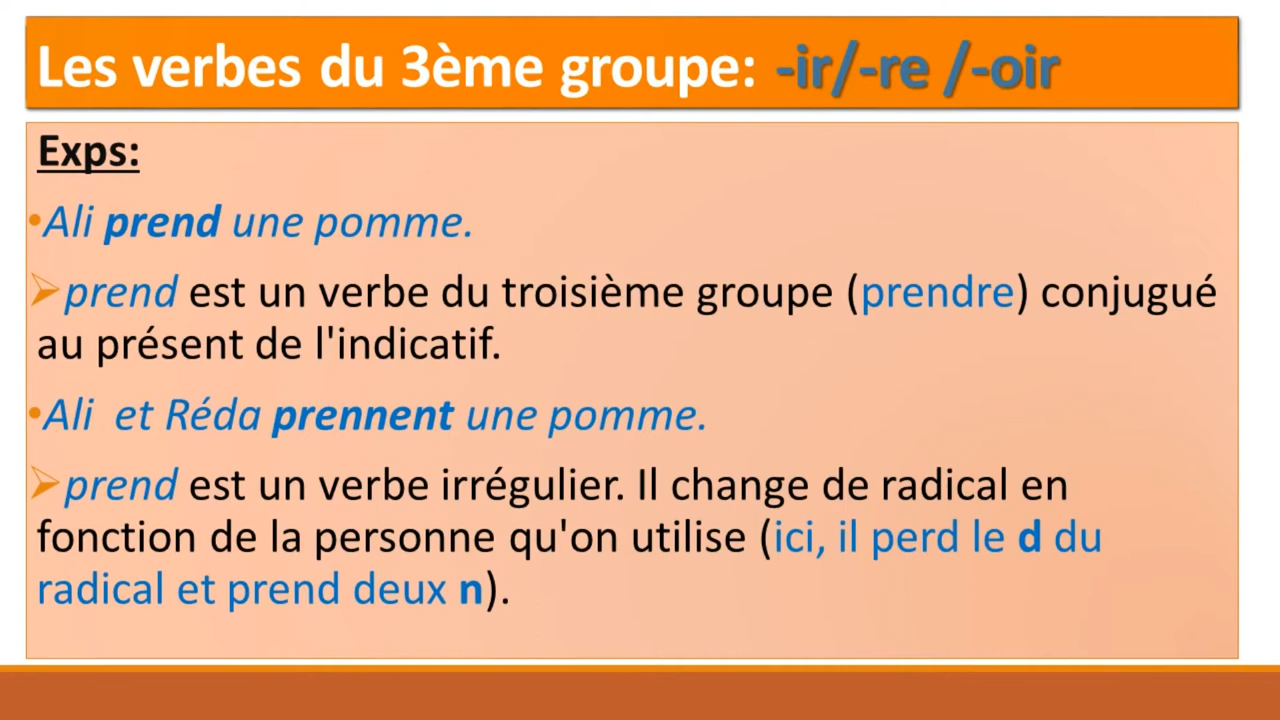 Les verbes du 3ème groupe: -ir/-re /-oir
Exps:
•Ali prend une pomme.
➢prend est un verbe du troisième groupe (prendre) conjugué
au présent de l'indicatif.
•Ali  et Réda prennent une pomme.
➢prend est un verbe irrégulier. Il change de radical en
fonction de la personne qu'on utilise (ici, il perd le d du
radical et prend deux n).